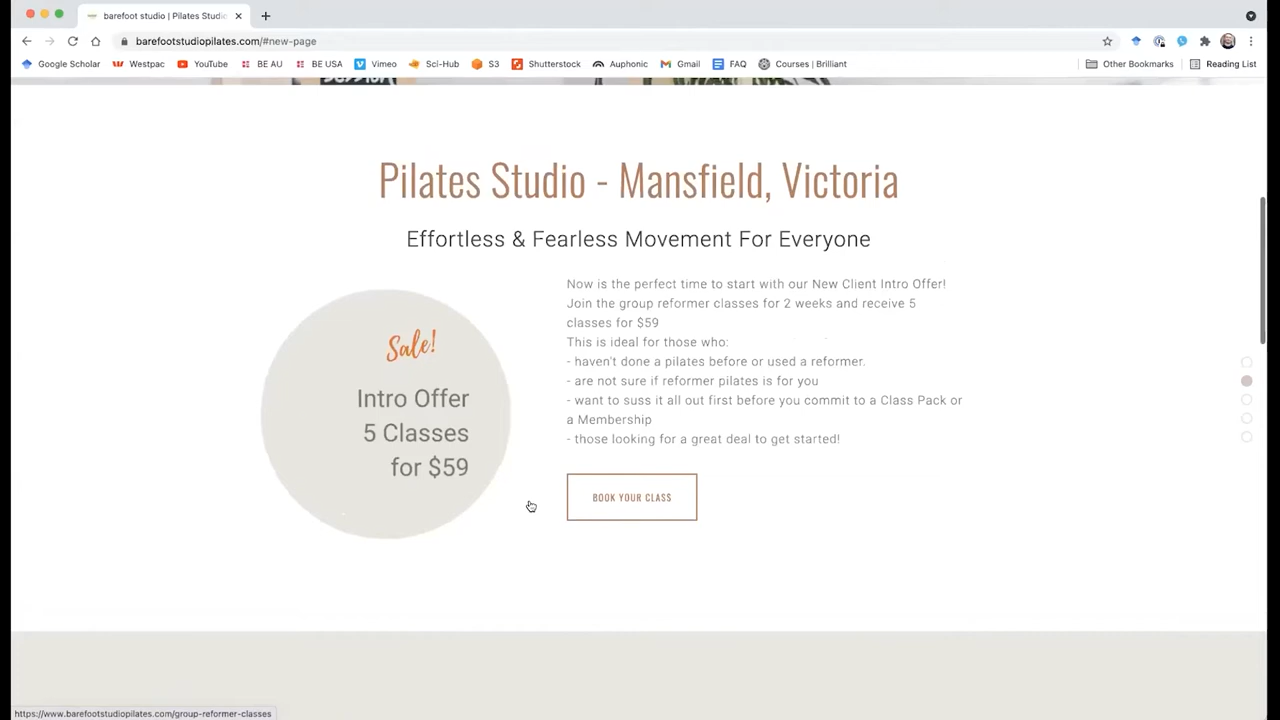 barefoot studio | Pilates Studio
barefootstudiopilates.com/#new-page
Google Scholar Westpac YouTube BE AU BE USA Vimeo Sci-Hub S3 Shutterstock Auphonic Gmail FAQ Courses | Brilliant Other Bookmarks Reading List
Pilates Studio - Mansfield, Victoria
Effortless & Fearless Movement For Everyone
Sale!
Intro Offer
5 Classes
for $59
Now is the perfect time to start with our New Client Intro Offer!
Join the group reformer classes for 2 weeks and receive 5
classes for $59
This is ideal for those who:
- haven't done a pilates before or used a reformer.
- are not sure if reformer pilates is for you
- want to suss it all out first before you commit to a Class Pack or
a Membership
- those looking for a great deal to get started!
BOOK YOUR CLASS
https://www.barefootstudiopilates.com/group-reformer-classes